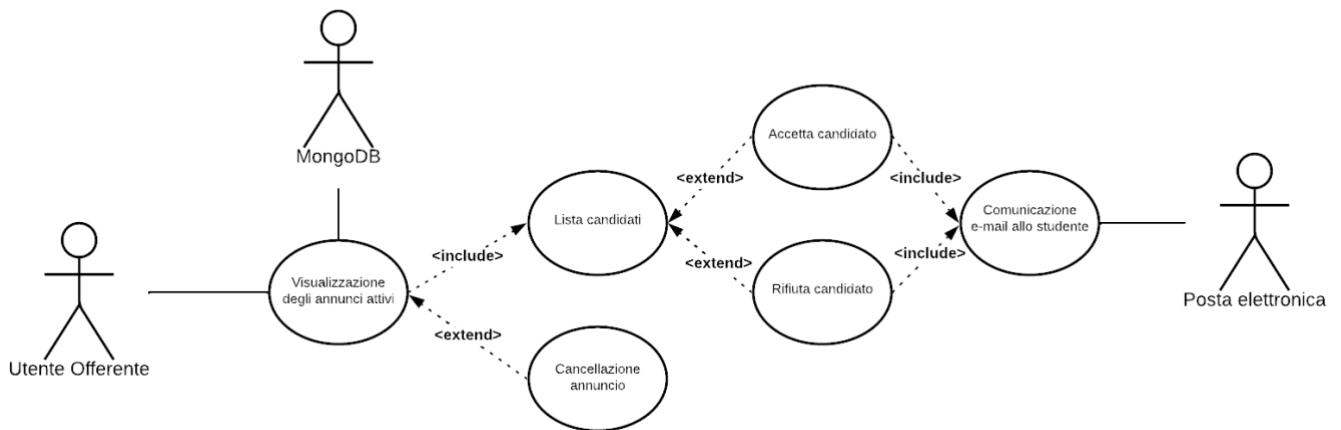 MongoDB
Utente Offerente
Visualizzazione
degli annunci attivi
<include>
<extend>
Lista candidati
Cancellazione
annuncio
<extend>
<extend>
Accetta candidato
Rifiuta candidato
<include>
<include>
Comunicazione
e-mail allo studente
Posta elettronica